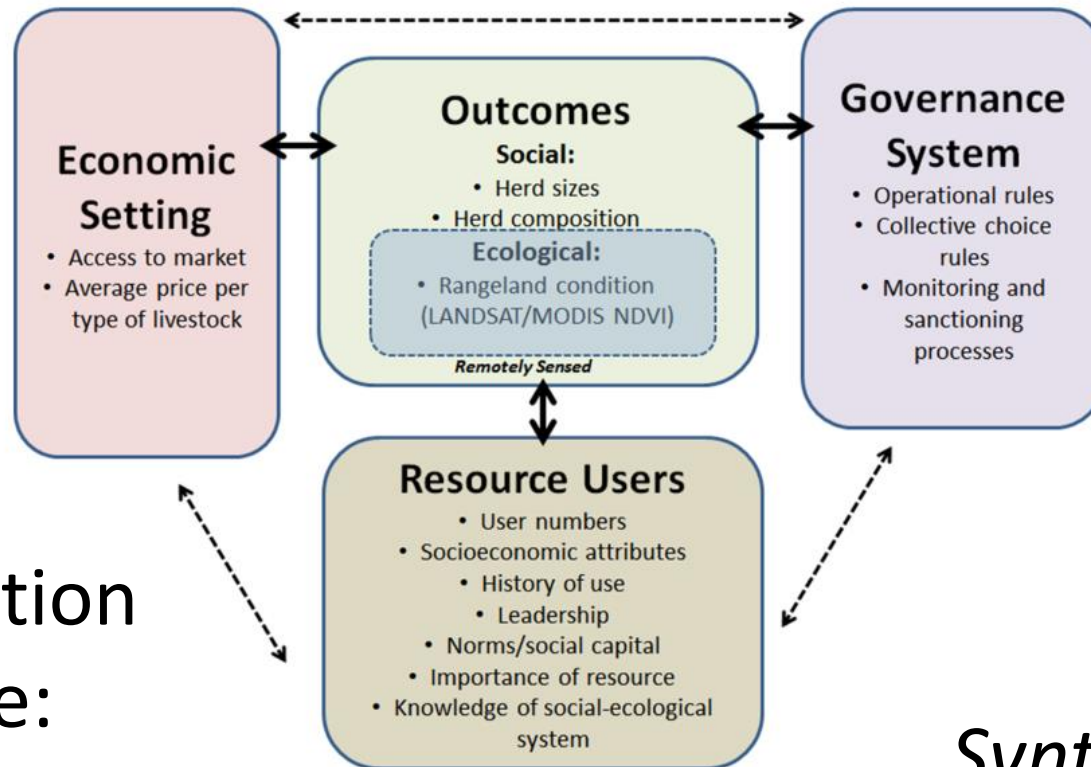 Economic
Setting
• Access to market
• Average price per
type of livestock
Outcomes
Social:
• Herd sizes
• Herd composition
Ecological:
• Rangeland condition
(LANDSAT/MODIS NDVI)
Remotely Sensed
Governance
System
• Operational rules
• Collective choice
rules
• Monitoring and
sanctioning
processes
Resource Users
• User numbers
• Socioeconomic attributes
• History of use
• Leadership
• Norms/social capital
• Importance of resource
• Knowledge of social-ecological
system
tion
e: